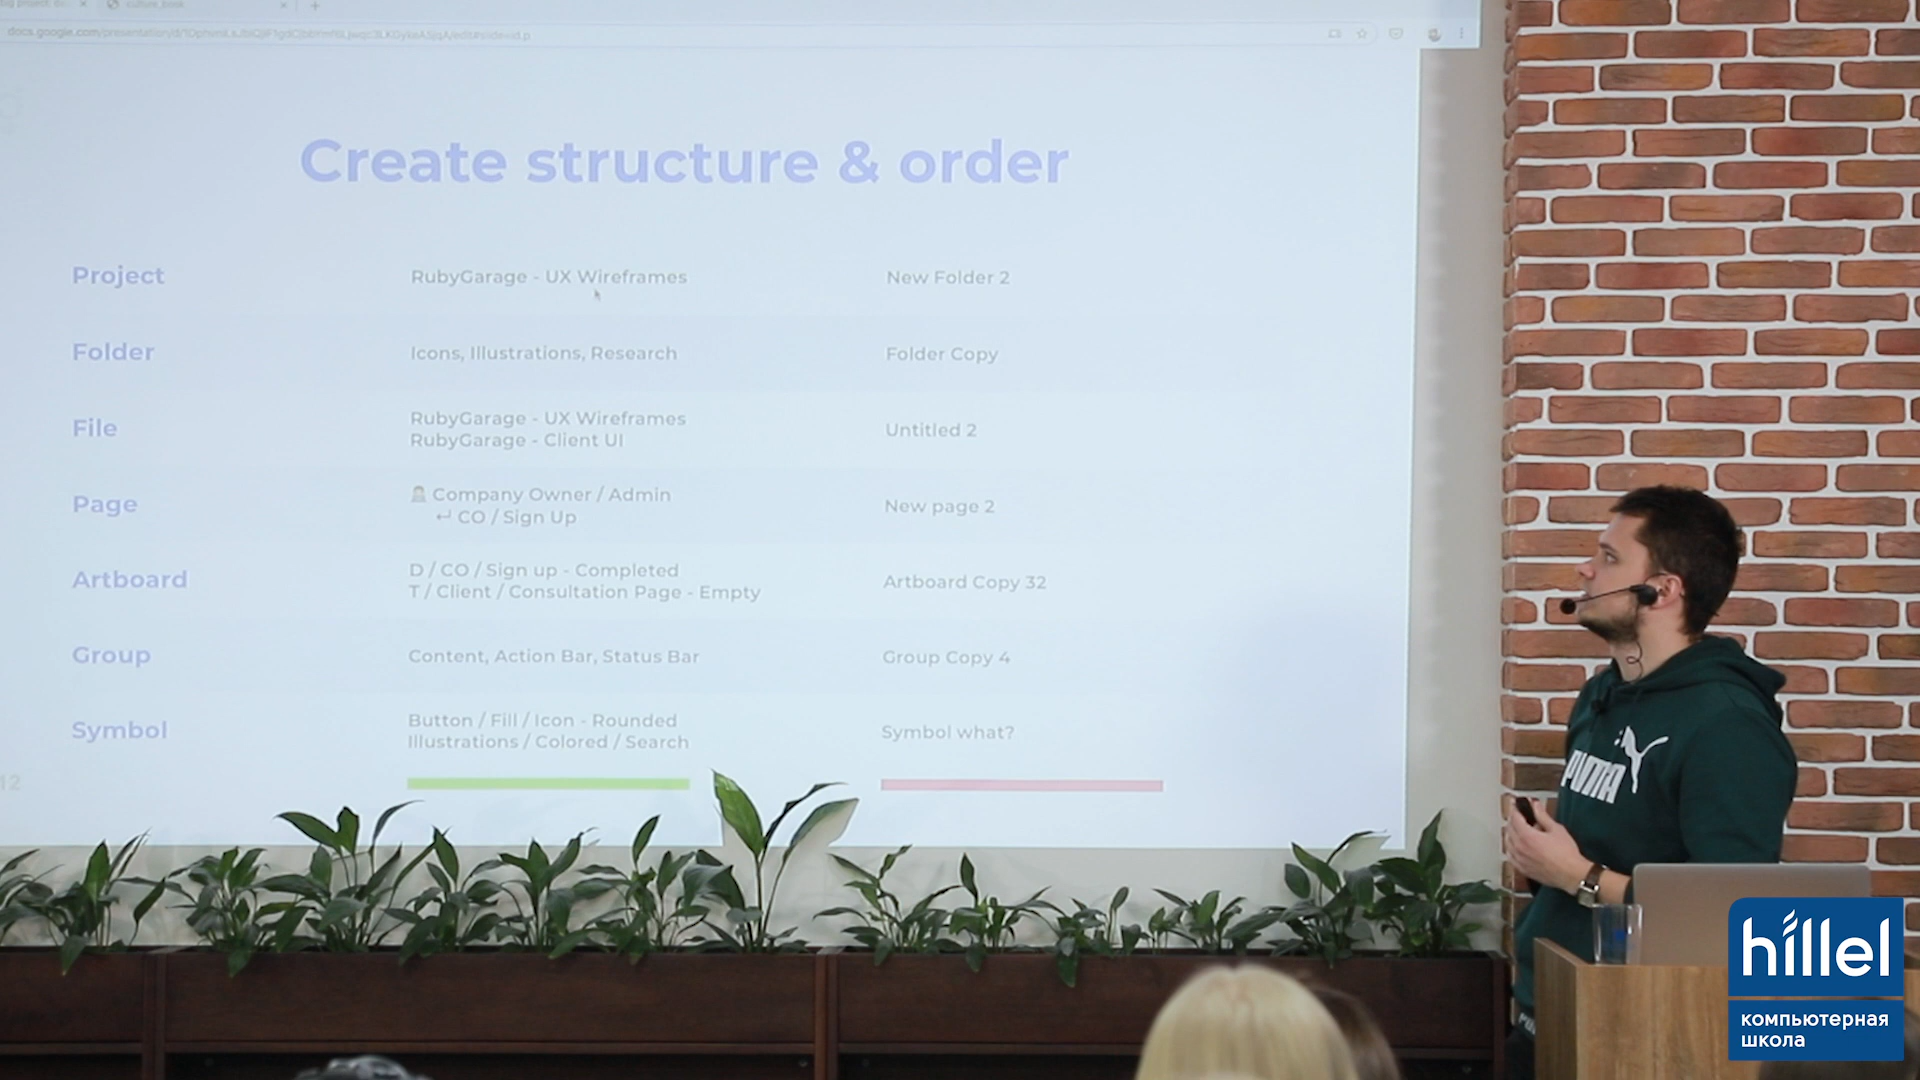 Create structure & order
Project
RubyGarage - UX Wireframes
New Folder 2
Folder
Icons, Illustrations, Research
Folder Copy
File
RubyGarage - UX Wireframes
RubyGarage - Client UI
Untitled 2
Page
Company Owner / Admin
↵ CO / Sign Up
New page 2
Artboard
D / CO / Sign up - Completed
T / Client / Consultation Page - Empty
Artboard Copy 32
Group
Content, Action Bar, Status Bar
Group Copy 4
Symbol
Button / Fill / Icon - Rounded
Illustrations / Colored / Search
Symbol what?
12
PUMA
hillel
компьютерная
школа